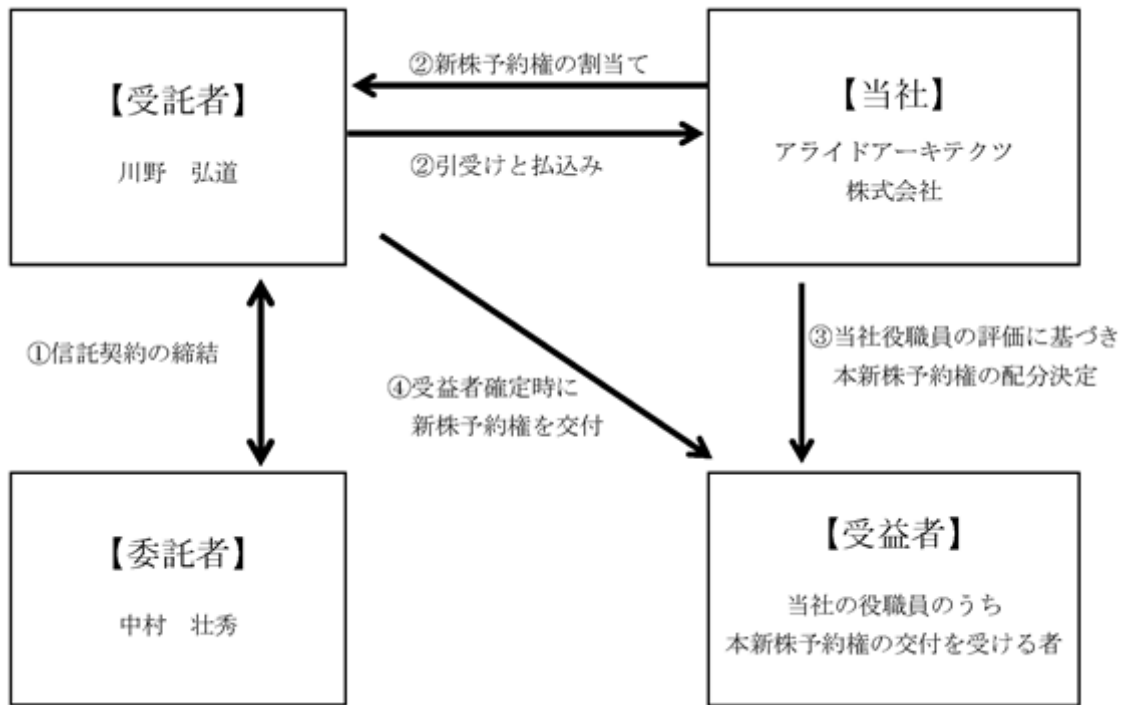 ②新株予約権の割当て
【受託者】
川野　弘道
【当社】
アライドアーキテクツ
株式会社
②引受けと払込み
①信託契約の締結
③当社役職員の評価に基づき
本新株予約権の配分決定
④受益者確定時に
新株予約権を交付
【委託者】
中村　壮秀
【受益者】
当社の役職員のうち
本新株予約権の交付を受ける者